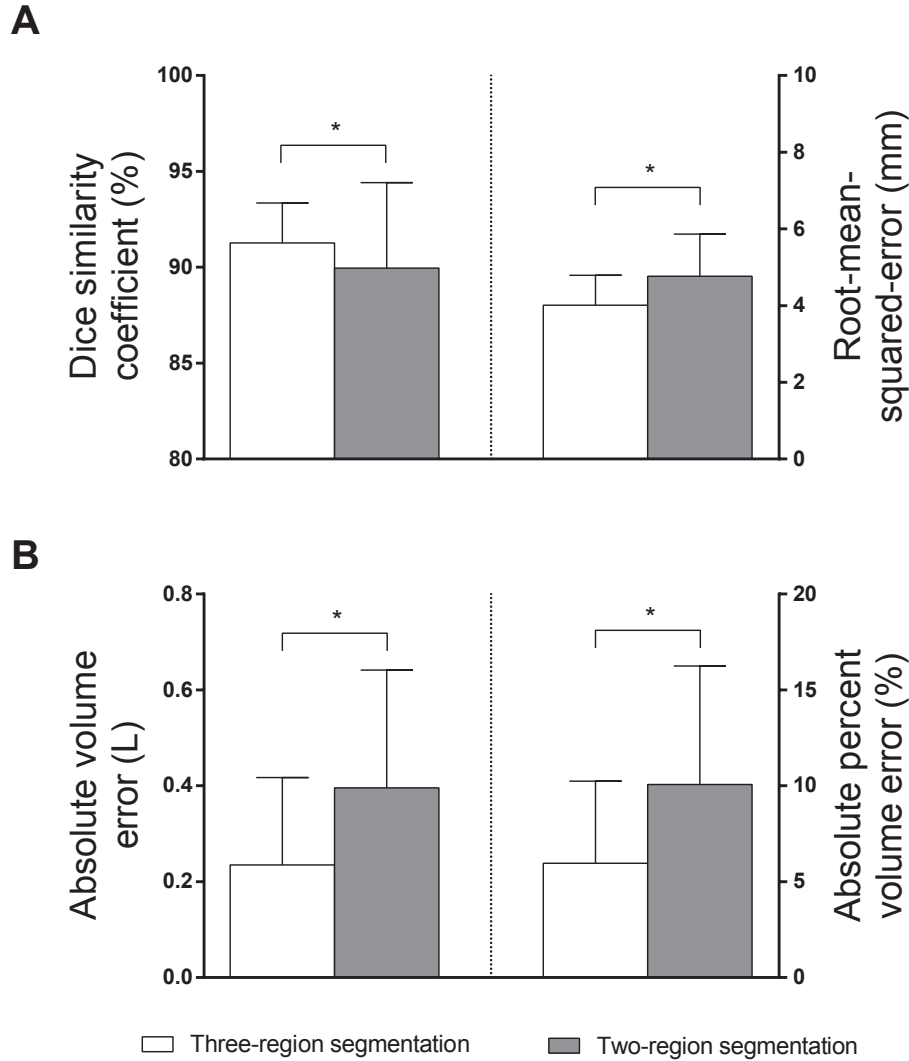 A
100
95
90
85
80
Dice similarity
coefficient (%)
*
*
10
8
6
4
2
0
Root-mean-
squared-error (mm)
B
0.8
0.6
0.4
0.2
0.0
Absolute volume
error (L)
*
*
20
15
10
5
0
Absolute percent
volume error (%)
Three-region segmentation
Two-region segmentation